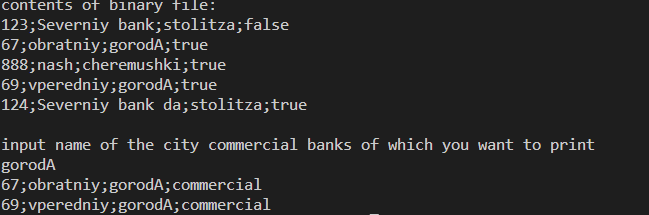 contents of binary file:
123;Severniy bank;stolitza;false
67;obratniy;gorodA;true
888;nash;cheremushki;true
69;vperedniy;gorodA;true
124;Severniy bank da;stolitza;true
input name of the city commercial banks of which you want to print
gorodA
67;obratniy;gorodA;commercial
69;vperedniy;gorodA;commercial